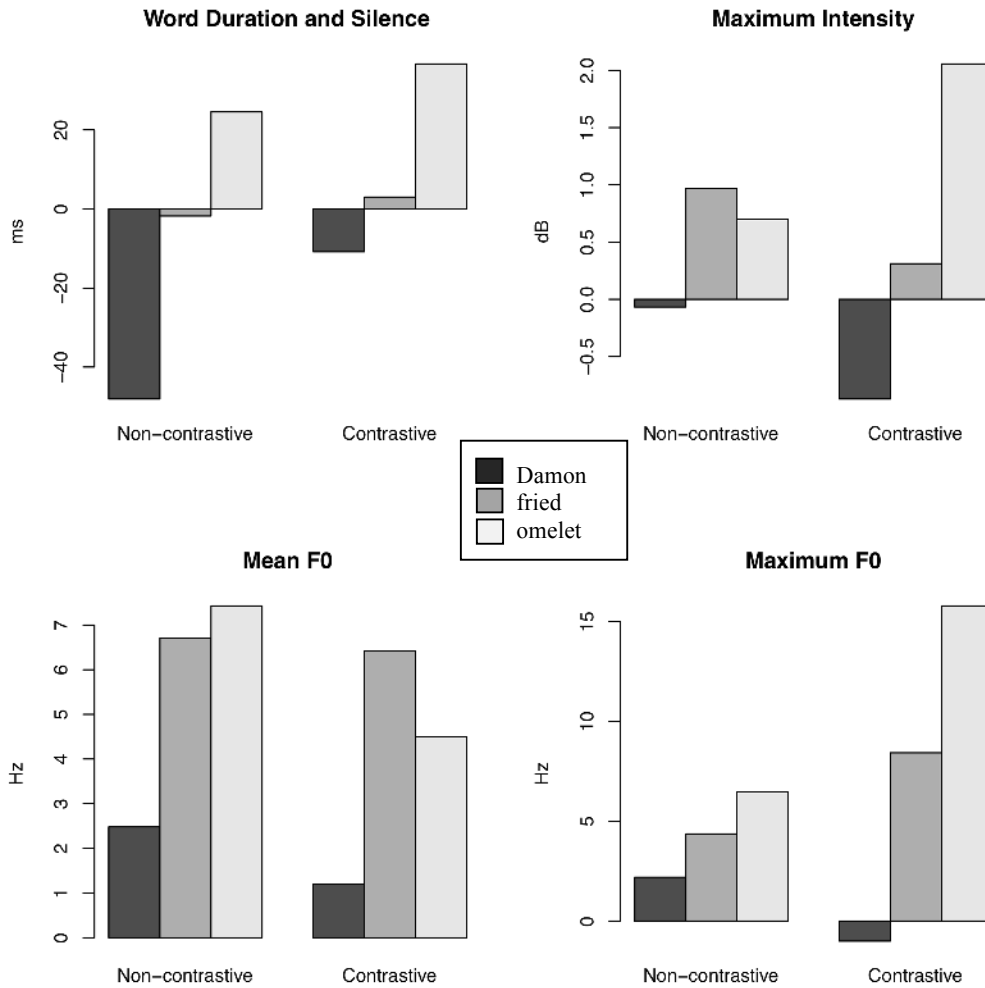 Word Duration and Silence
20
0
−20
−40
ms
Non−contrastive
Contrastive
Maximum Intensity
2.0
1.5
1.0
0.5
0.0
−0.5
dB
Non−contrastive
Contrastive
Damon
fried
omelet
Mean F0
7
6
5
4
3
2
1
0
Hz
Non−contrastive
Contrastive
Maximum F0
15
10
5
0
Hz
Non−contrastive
Contrastive